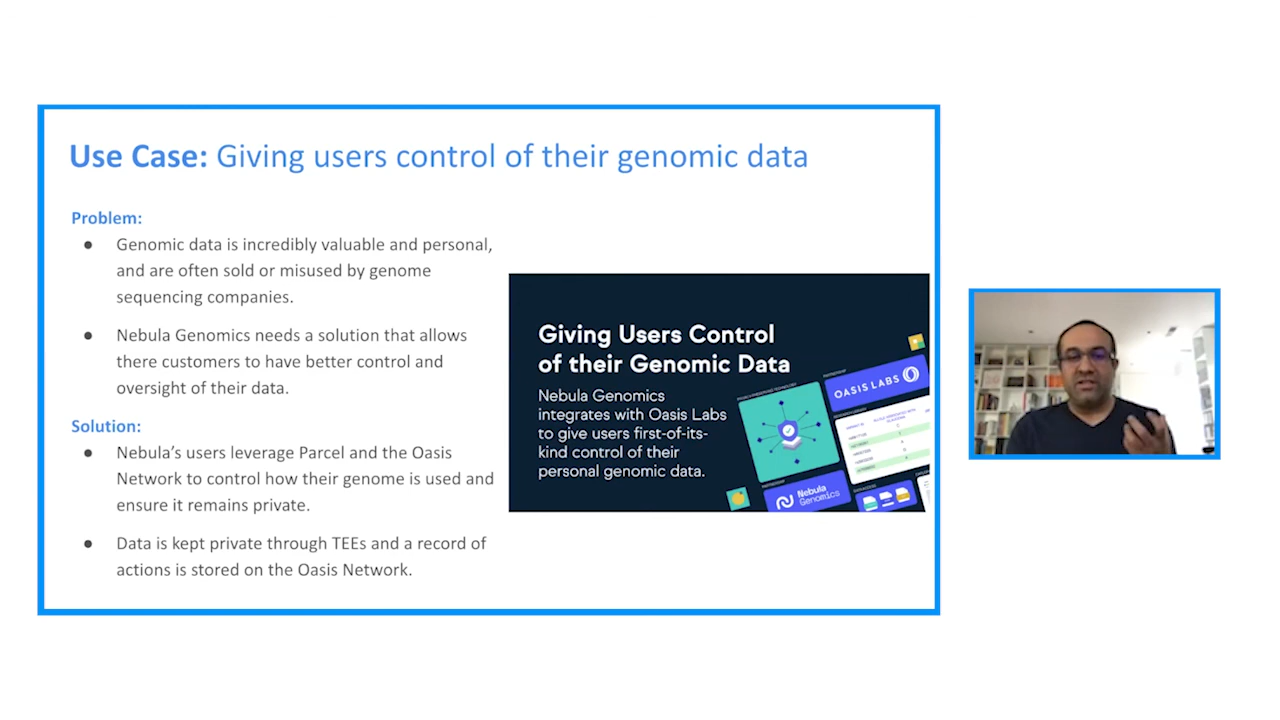 Use Case: Giving users control of their genomic data
Problem:
● Genomic data is incredibly valuable and personal,
and are often sold or misused by genome
sequencing companies.
● Nebula Genomics needs a solution that allows
there customers to have better control and
oversight of their data.
Solution:
● Nebula’s users leverage Parcel and the Oasis
Network to control how their genome is used and
ensure it remains private.
● Data is kept private through TEEs and a record of
actions is stored on the Oasis Network.
Giving Users Control
of their Genomic Data
Nebula Genomics
integrates with Oasis Labs
to give users first-of-its-
kind control of their
personal genomic data.
OASIS LABS
Nebula
Genomics